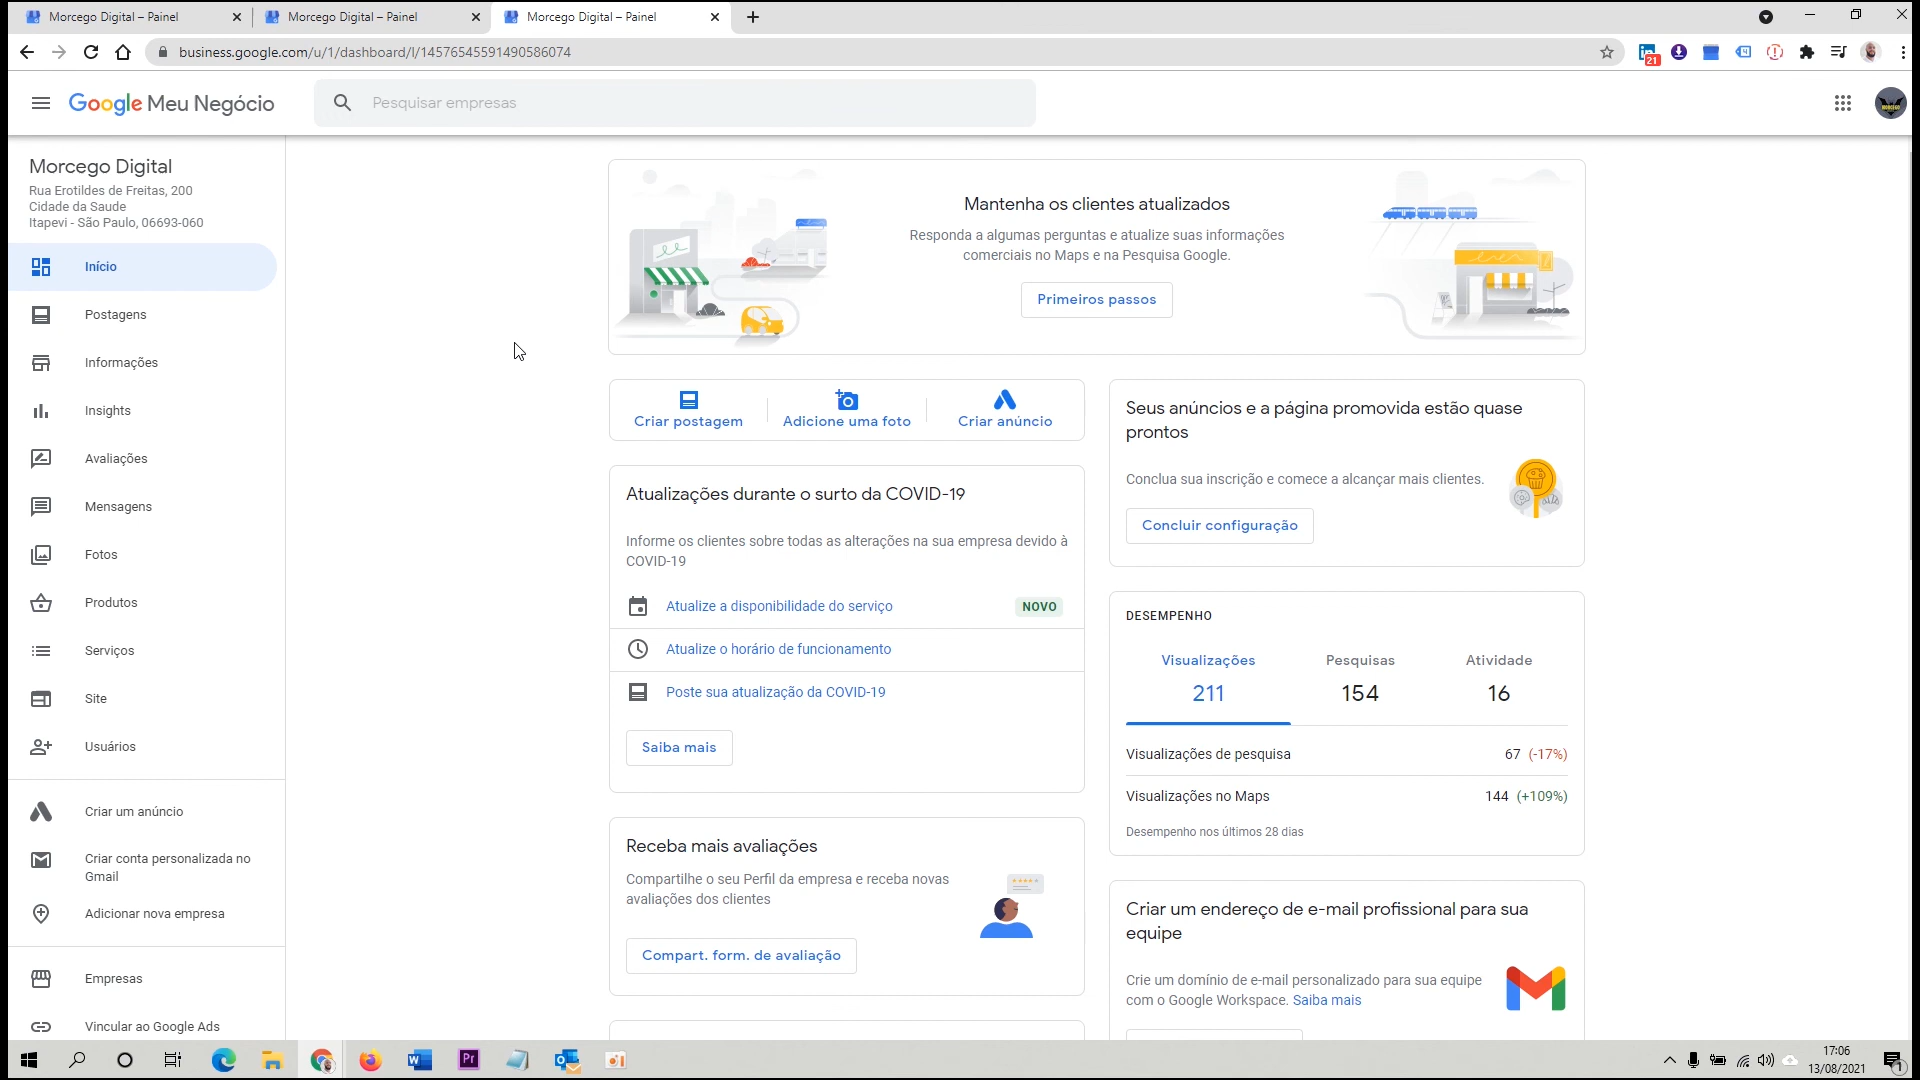 Morcego Digital – Painel
Morcego Digital – Painel
Morcego Digital – Painel
business.google.com/u/1/dashboard/l/14576545591490586074
21
Google Meu Negócio
Pesquisar empresas
Morcego Digital
Rua Erotildes de Freitas, 200
Cidade da Saude
Itapevi - São Paulo, 06693-060
Início
Postagens
Informações
Insights
Avaliações
Mensagens
Fotos
Produtos
Serviços
Site
Usuários
Criar um anúncio
Criar conta personalizada no
Gmail
Adicionar nova empresa
Empresas
Vincular ao Google Ads
Mantenha os clientes atualizados
Responda a algumas perguntas e atualize suas informações
comerciais no Maps e na Pesquisa Google.
Primeiros passos
Criar postagem
Adicione uma foto
Criar anúncio
Atualizações durante o surto da COVID-19
Informe os clientes sobre todas as alterações na sua empresa devido à
COVID-19
Atualize a disponibilidade do serviço NOVO
Atualize o horário de funcionamento
Poste sua atualização da COVID-19
Saiba mais
Receba mais avaliações
Compartilhe o seu Perfil da empresa e receba novas
avaliações dos clientes
Compart. form. de avaliação
Seus anúncios e a página promovida estão quase
prontos
Conclua sua inscrição e comece a alcançar mais clientes.
Concluir configuração
DESEMPENHO
Visualizações Pesquisas Atividade
211 154 16
Visualizações de pesquisa 67 (-17%)
Visualizações no Maps 144 (+109%)
Desempenho nos últimos 28 dias
Criar um endereço de e-mail profissional para sua
equipe
Crie um domínio de e-mail personalizado para sua equipe
com o Google Workspace. Saiba mais
Pr
17:06
13/08/2021
1